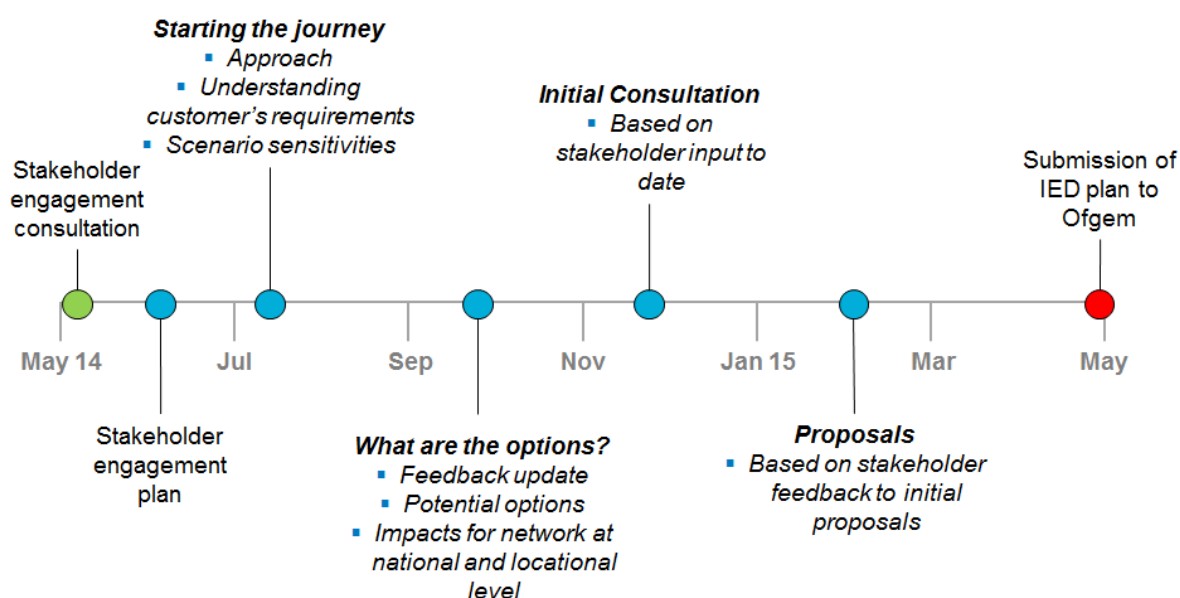 Starting the journey
▪ Approach
▪ Understanding
customer's requirements
▪ Scenario sensitivities
Stakeholder
engagement
consultation
Initial Consultation
▪ Based on
stakeholder input to
date
Submission of
IED plan to
Ofgem
May 14
Jul
Sep
Nov
Jan 15
Mar
May
Stakeholder
engagement
plan
What are the options?
▪ Feedback update
▪ Potential options
▪ Impacts for network at
national and locational
level
Proposals
▪ Based on stakeholder
feedback to initial
proposals